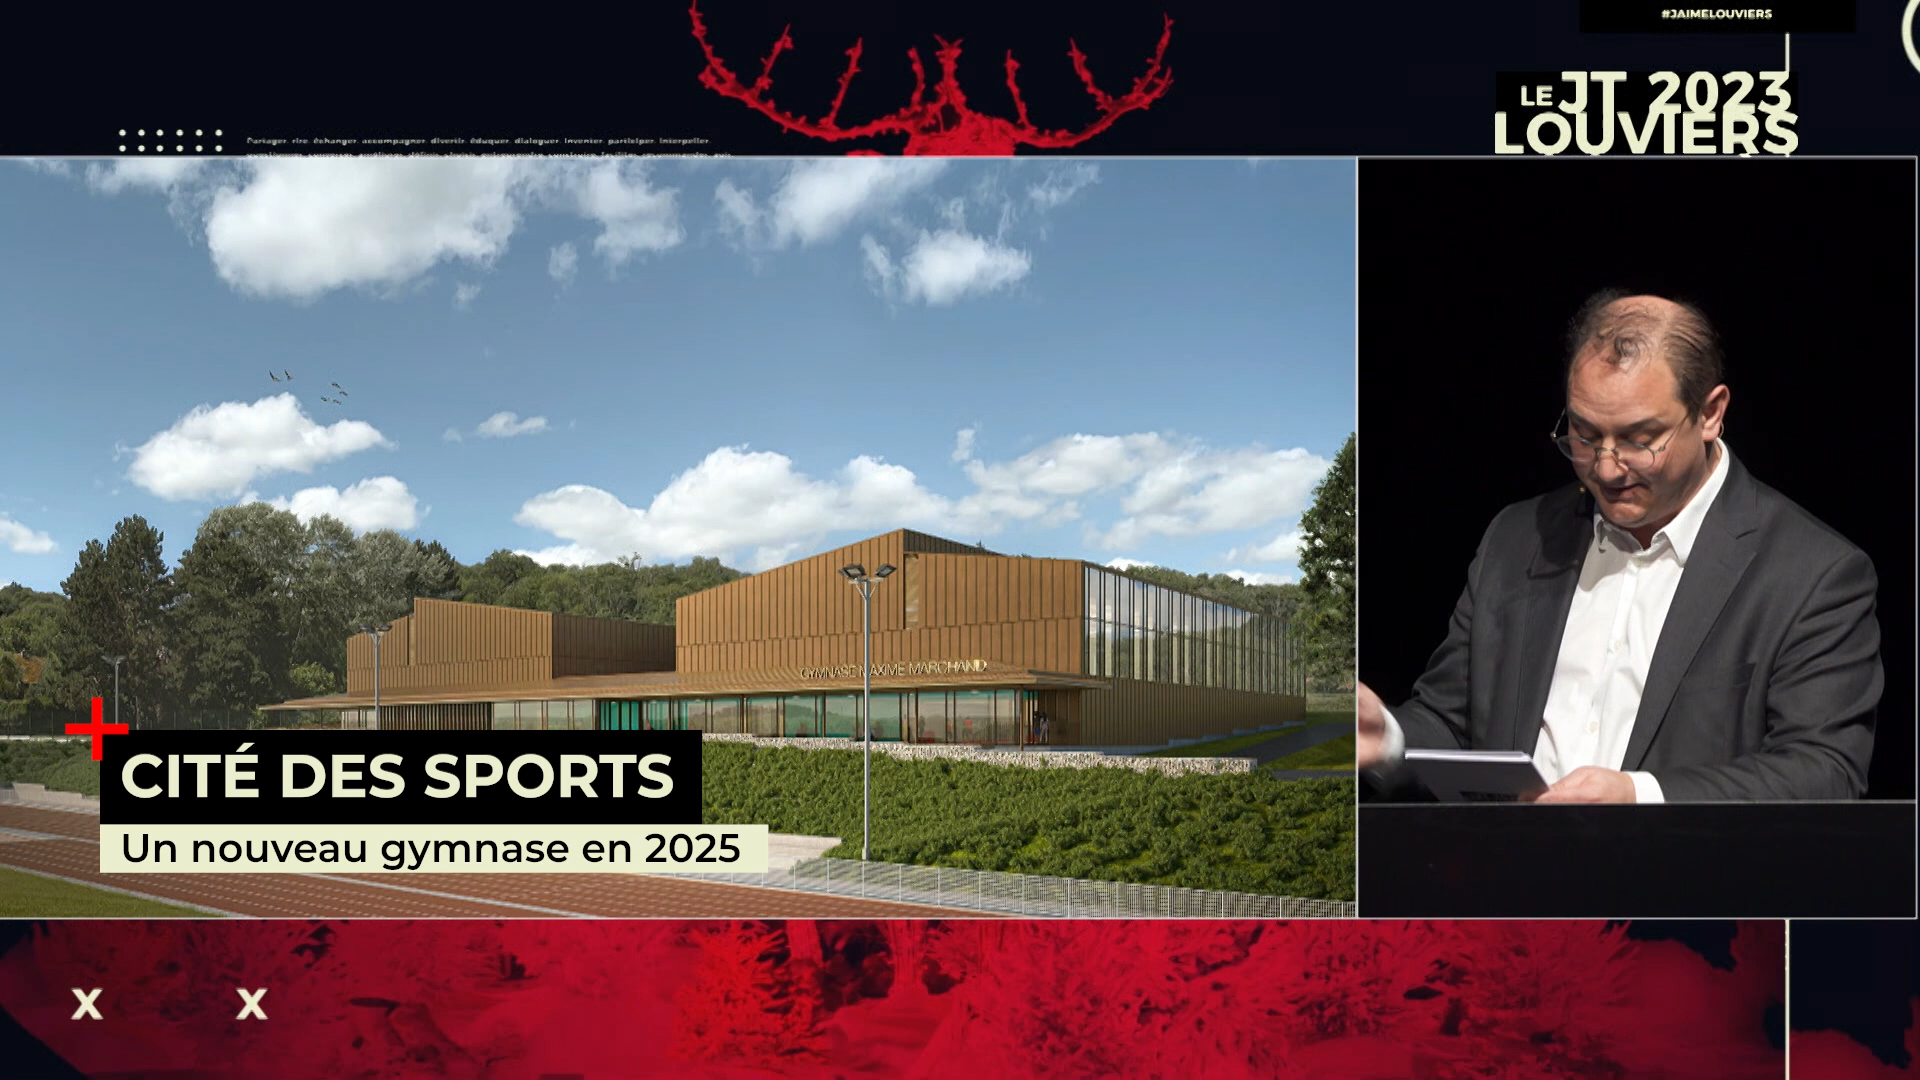 #JAIMELOUVIERS
LE JT 2023
LOUVIERS
Partager. rire. échanger. accompagner. divertir. éduquer. dialoguer. inventer. participer. interpeller.
GYMNASE MAXIME MARCHAND
CITÉ DES SPORTS
Un nouveau gymnase en 2025
X X